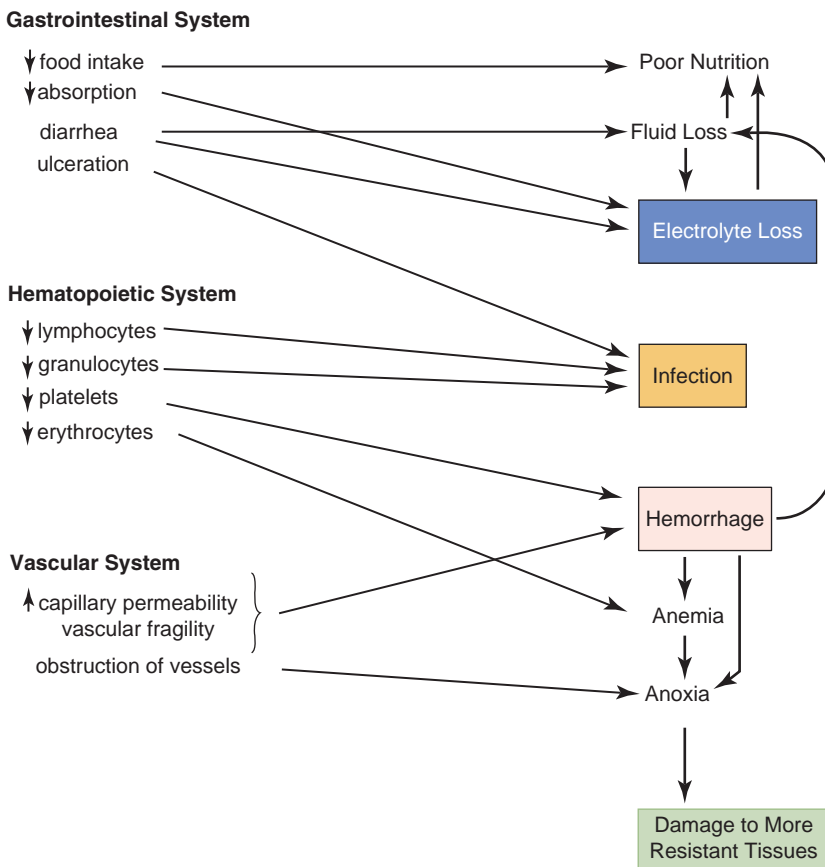 Gastrointestinal System
food intake
absorption
diarrhea
ulceration
Poor Nutrition
Fluid Loss
Electrolyte Loss
Hematopoietic System
lymphocytes
granulocytes
platelets
erythrocytes
Infection
Hemorrhage
Vascular System
capillary permeability
vascular fragility
obstruction of vessels
Anemia
Anoxia
Damage to More
Resistant Tissues